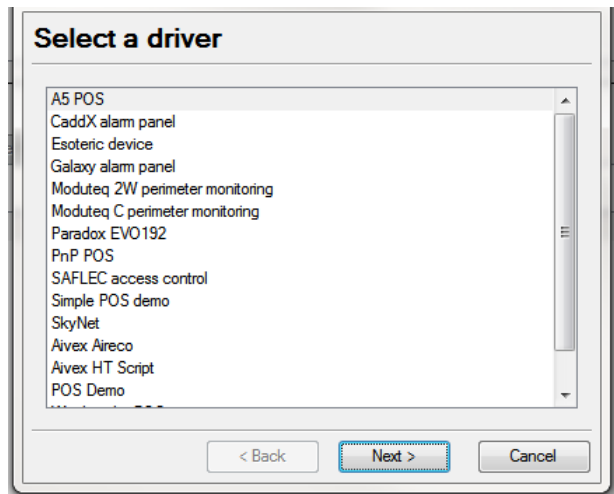 Select a driver
A5 POS
CaddX alarm panel
Esoteric device
Galaxy alarm panel
Moduteq 2W perimeter monitoring
Moduteq C perimeter monitoring
Paradox EVO192
PnP POS
SAFLEC access control
Simple POS demo
SkyNet
Aivex Aireco
Aivex HT Script
POS Demo
< Back
Next >
Cancel